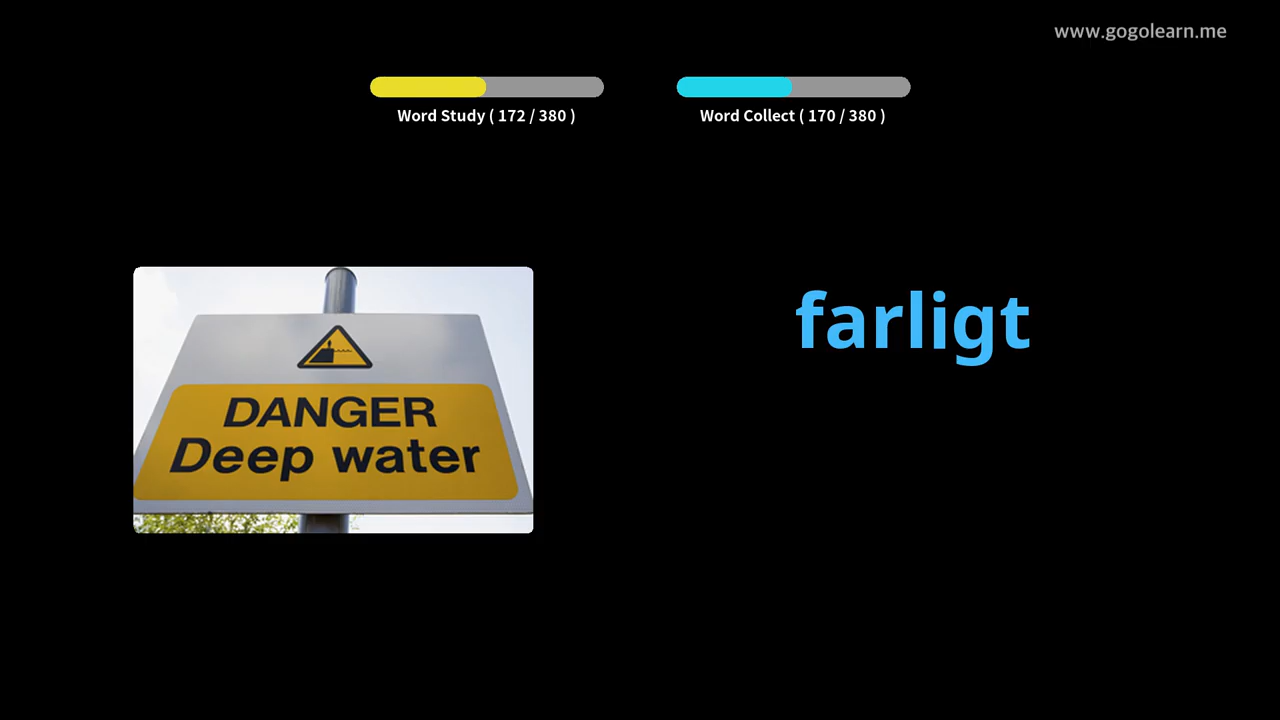 www.gogolearn.me
Word Study ( 172 / 380 )
Word Collect ( 170 / 380 )
DANGER
Deep water
farligt